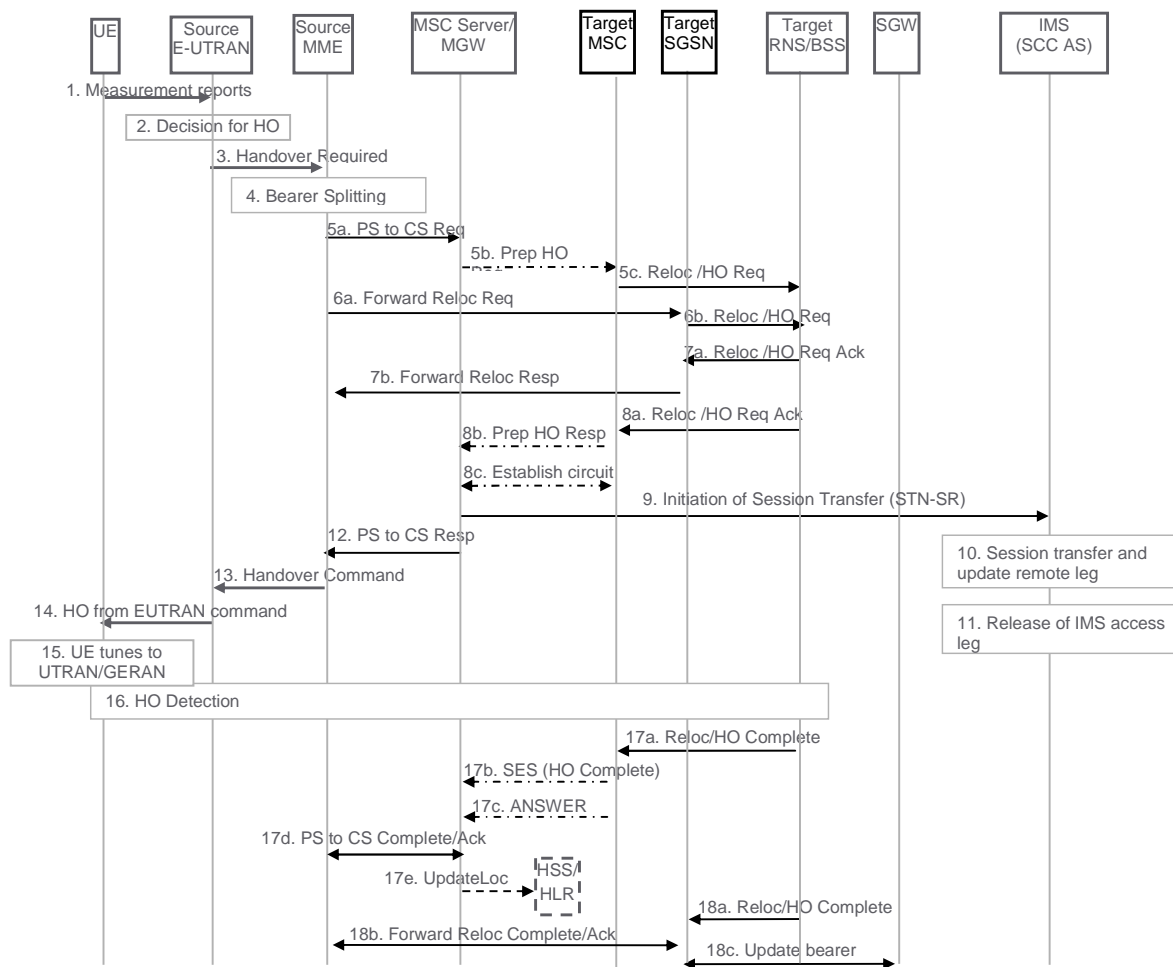 UE
Source
E-UTRAN
Source
MME
MSC Server/
MGW
Target
MSC
Target
SGSN
Target
RNS/BSS
SGW
IMS
(SCC AS)
1. Measurement reports
2. Decision for HO
3. Handover Required
4. Bearer Splitting
5a. PS to CS Req
5b. Prep HO
5c. Reloc /HO Req
6a. Forward Reloc Req
6b. Reloc /HO Req
7a. Reloc /HO Req Ack
7b. Forward Reloc Resp
8a. Reloc /HO Req Ack
8b. Prep HO Resp
8c. Establish circuit
9. Initiation of Session Transfer (STN-SR)
12. PS to CS Resp
10. Session transfer and
update remote leg
13. Handover Command
14. HO from EUTRAN command
11. Release of IMS access
leg
15. UE tunes to
UTRAN/GERAN
16. HO Detection
17a. Reloc/HO Complete
17b. SES (HO Complete)
17c. ANSWER
17d. PS to CS Complete/Ack
HSS/
HLR
17e. UpdateLoc
18a. Reloc/HO Complete
18b. Forward Reloc Complete/Ack
18c. Update bearer